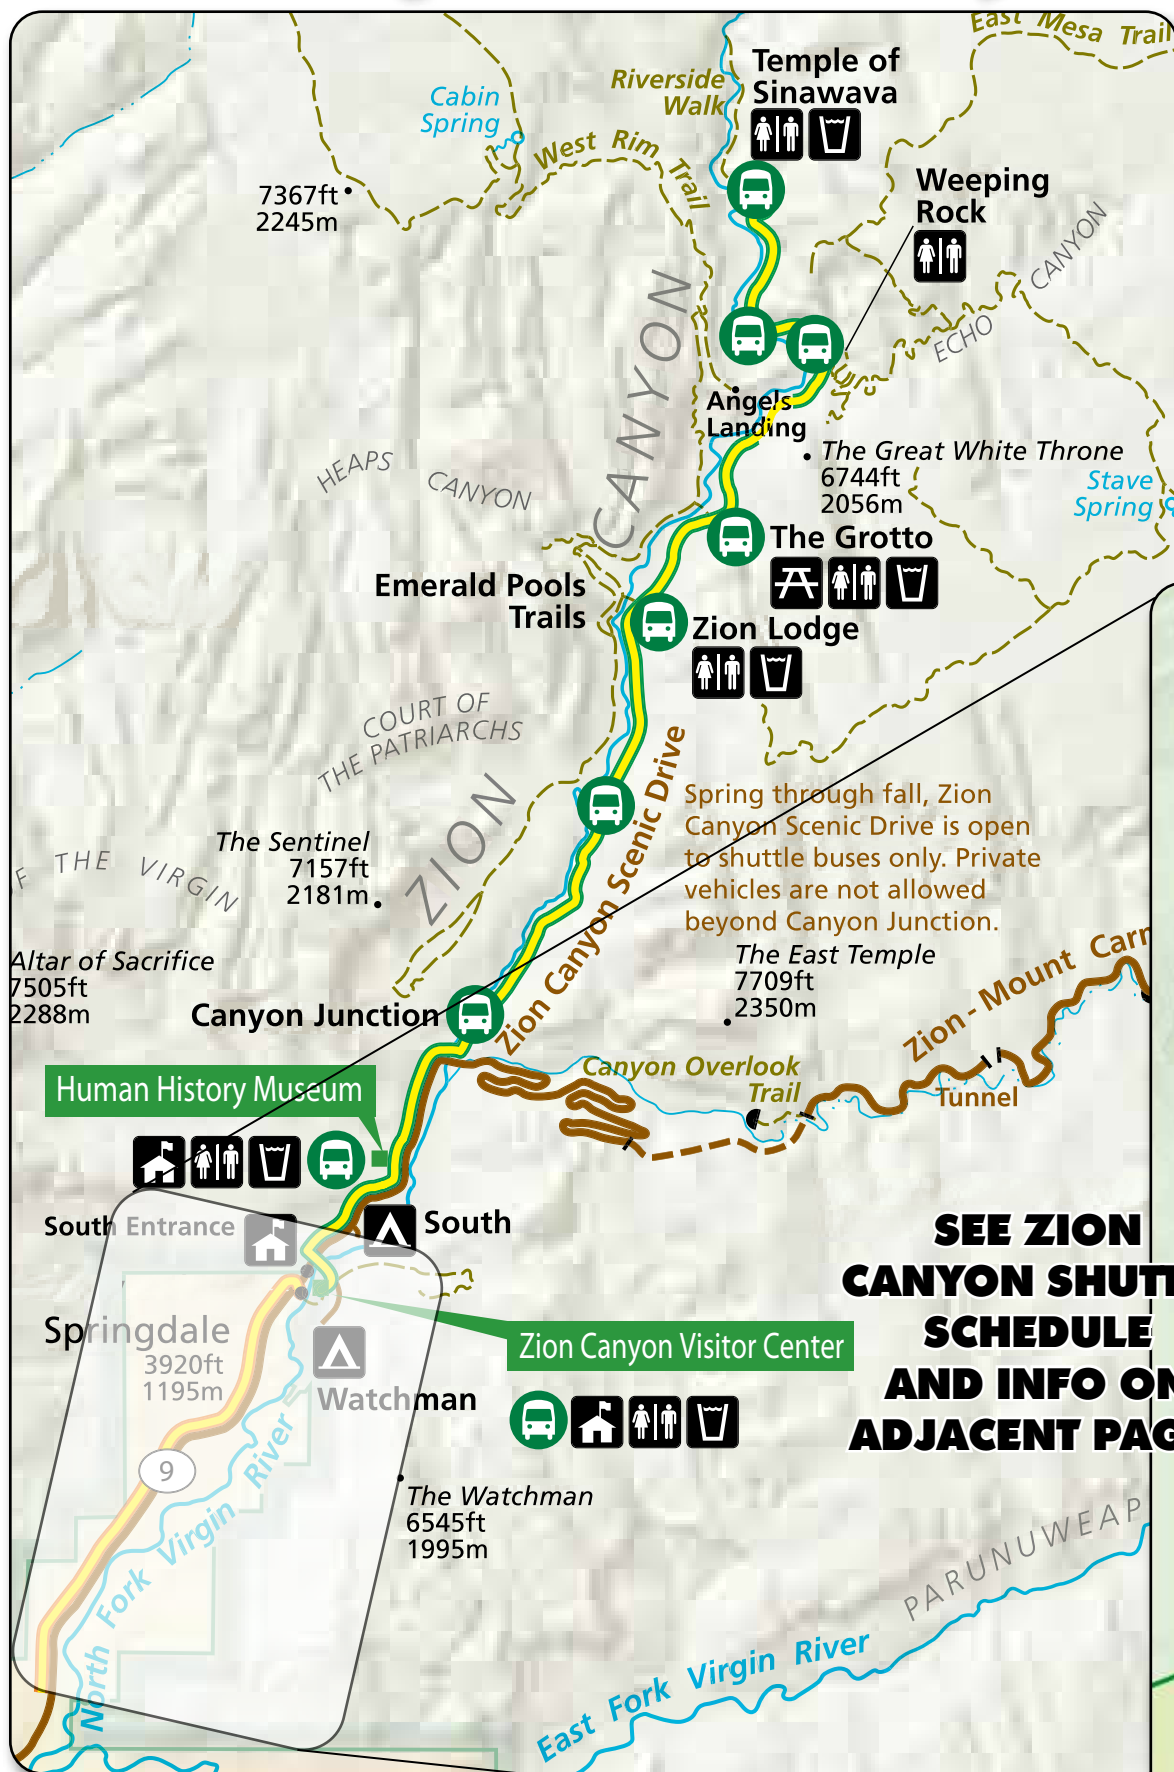 East Mesa Trail
Temple of
Sinawava
Riverside
Walk
Cabin
Spring
West Rim Trail
7367ft
2245m
Weeping
Rock
CANYON
ECHO
CANYON
Angels
Landing
The Great White Throne
6744ft
2056m
HEAPS CANYON
Stave
Spring
The Grotto
Emerald Pools
Trails
Zion Lodge
COURT OF
THE PATRIARCHS
Zion Canyon Scenic Drive
ZION
Spring through fall, Zion
Canyon Scenic Drive is open
to shuttle buses only. Private
vehicles are not allowed
beyond Canyon Junction.
The Sentinel
7157ft
2181m
F THE VIRGIN
Altar of Sacrifice
7505ft
2288m
The East Temple
7709ft
2350m
Zion - Mount Carm
Canyon Junction
Canyon Overlook
Trail
Tunnel
Human History Museum
South Entrance
South
SEE ZION
CANYON SHUTT
SCHEDULE
AND INFO ON
ADJACENT PAG
Springdale
3920ft
1195m
Zion Canyon Visitor Center
Watchman
9
The Watchman
6545ft
1995m
North Fork Virgin River
PARUNUWEAP
East Fork Virgin River